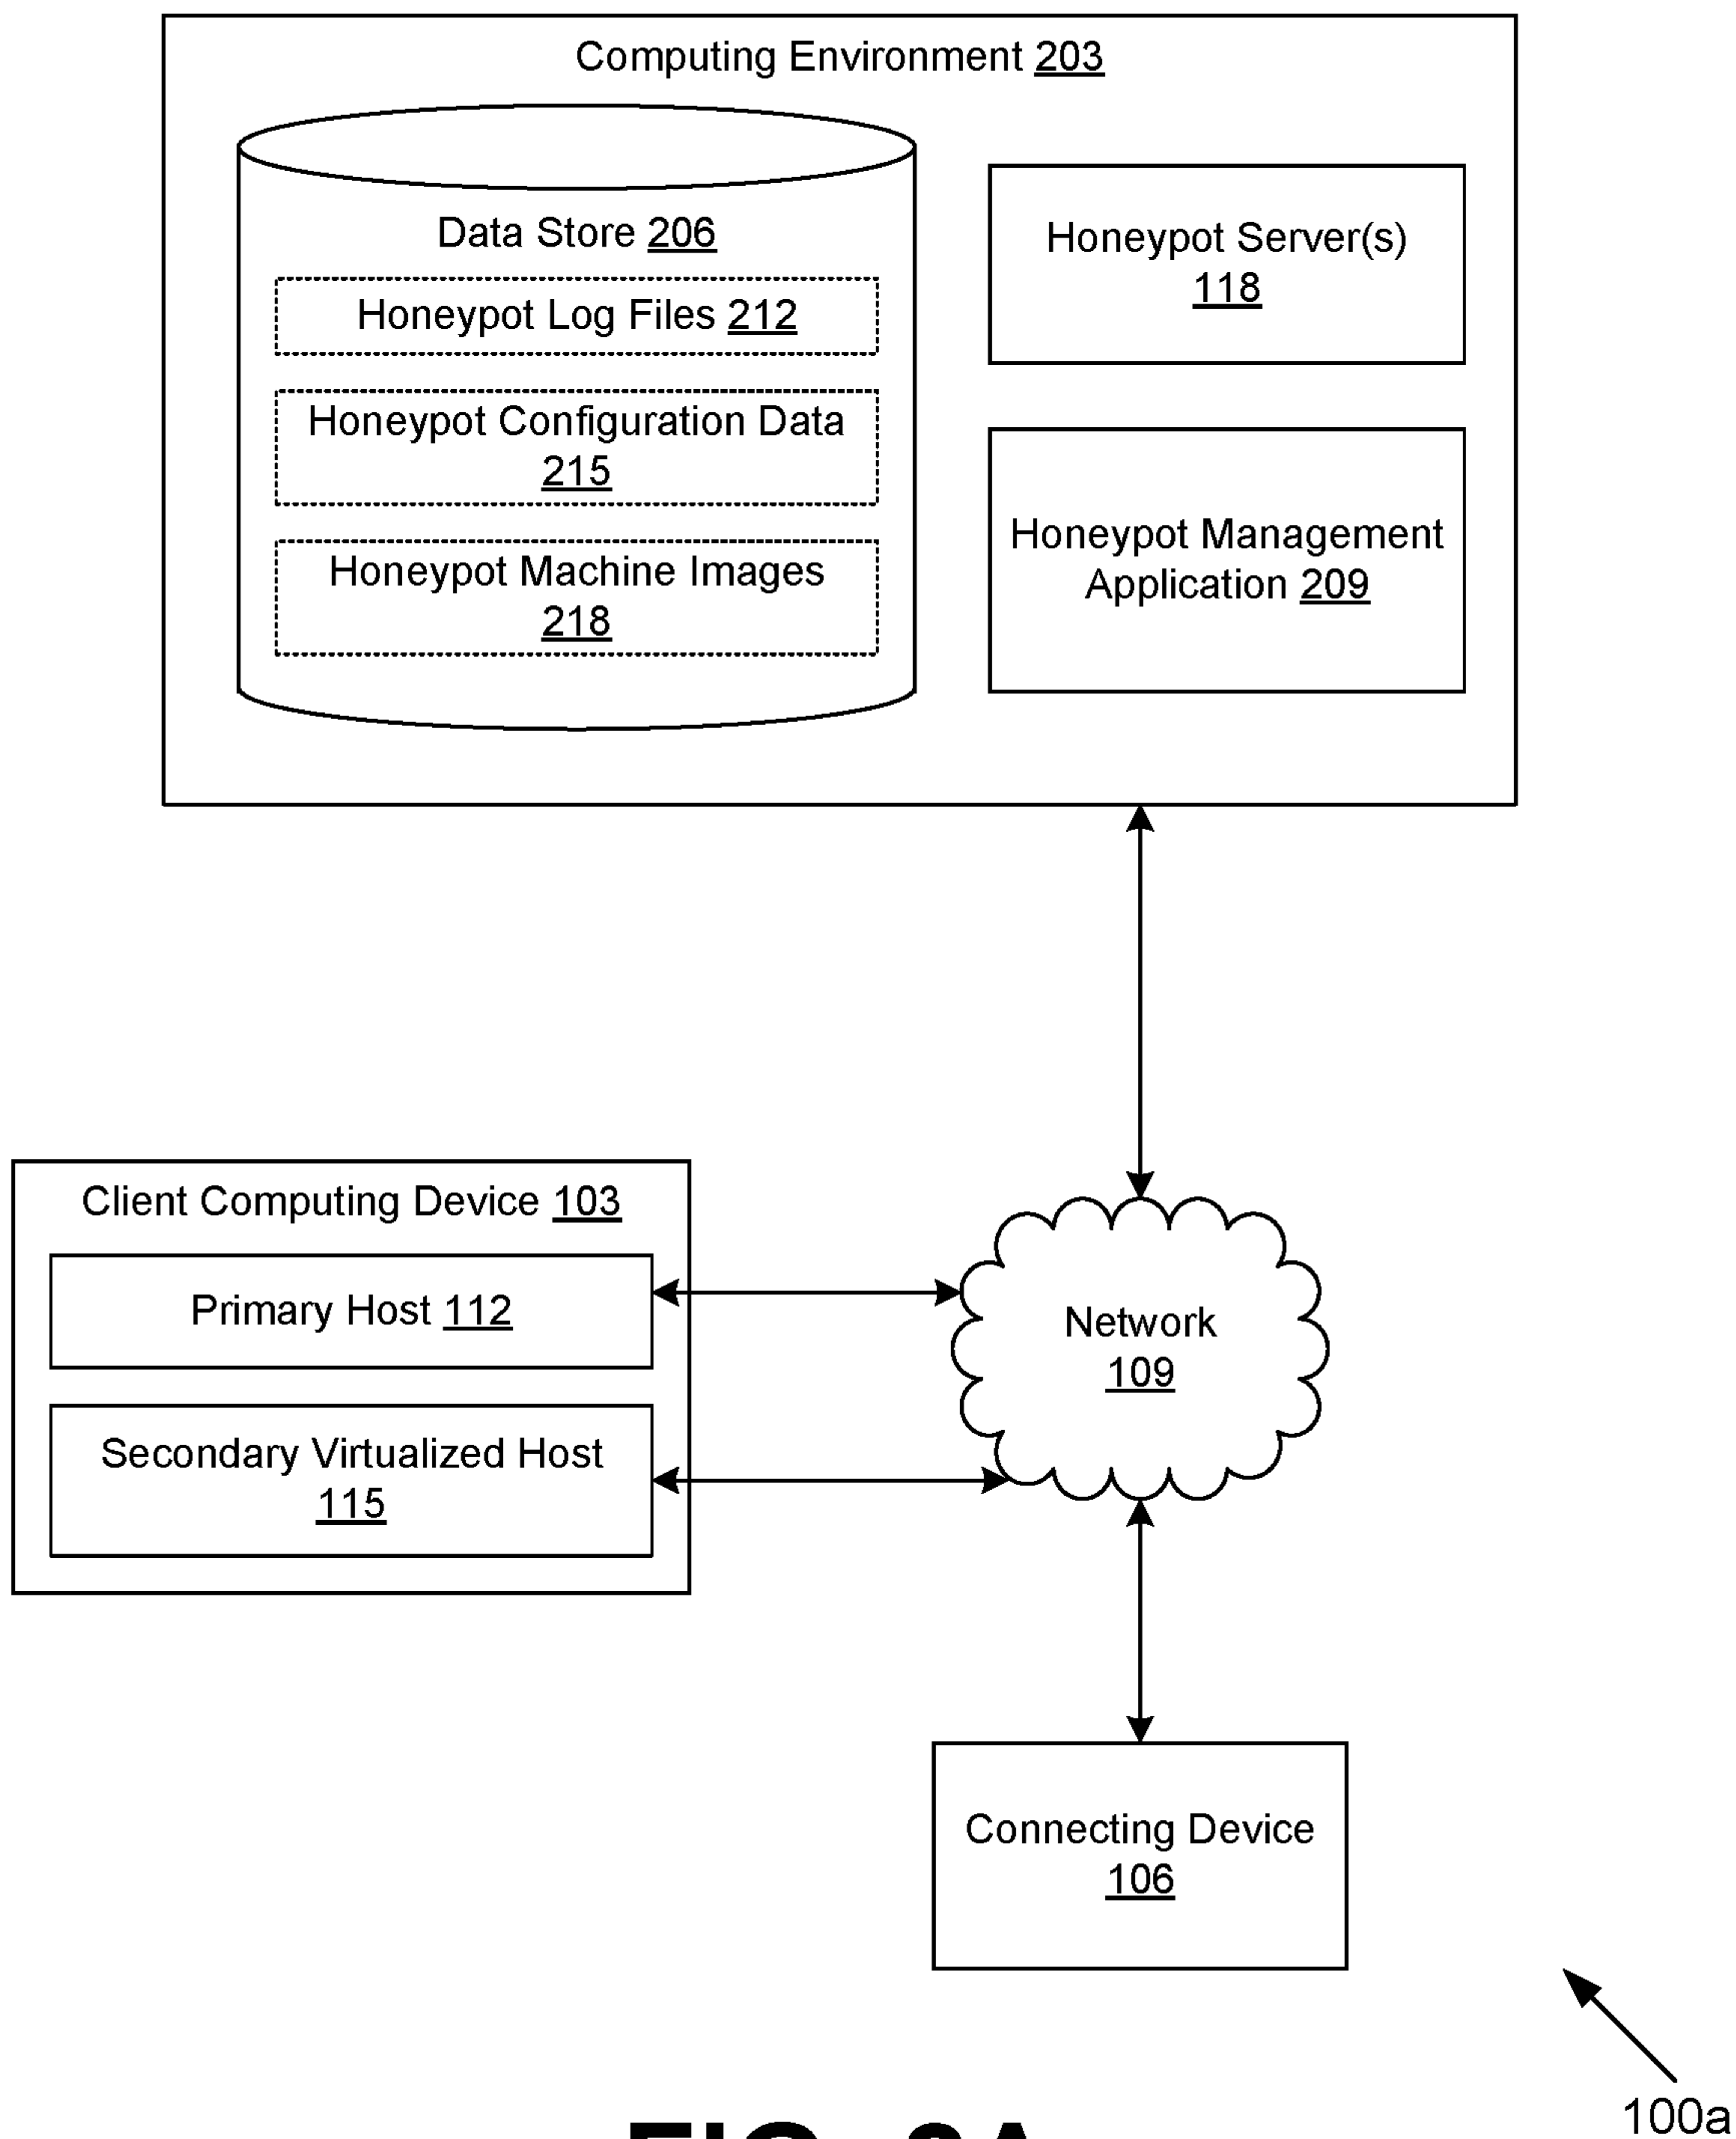 Computing Environment 203
Data Store 206
Honeypot Log Files 212
Honeypot Configuration Data
215
Honeypot Machine Images
218
Honeypot Server(s)
118
Honeypot Management
Application 209
Client Computing Device 103
Primary Host 112
Secondary Virtualized Host
115
Network
109
Connecting Device
106
100a